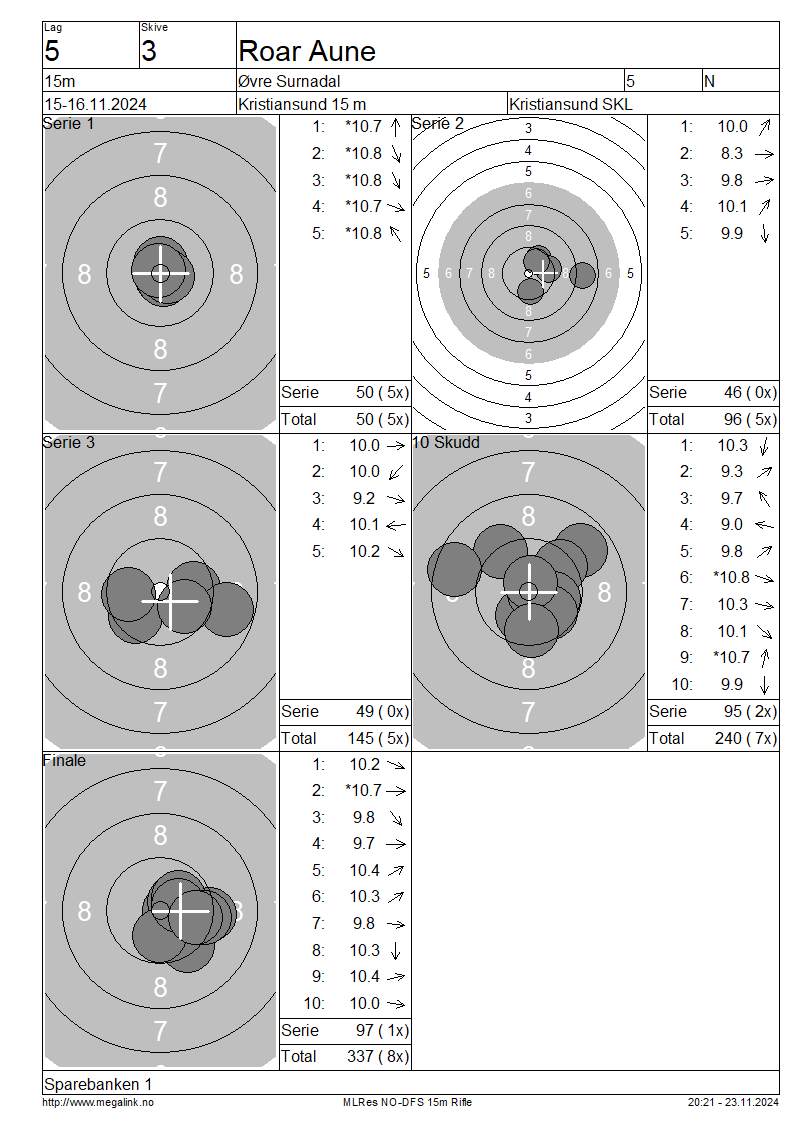 Lag
Skive
5
3
Roar Aune
15m
Øvre Surnadal
5
N
15-16.11.2024
Kristiansund 15 m
Kristiansund SKL
Serie 1
7
8
8
8
8
7
1: *10.7
2: *10.8
3: *10.8
4: *10.7
5: *10.8
Serie 50 ( 5x)
Total 50 ( 5x)
Serie 2
3
4
5
6
7
8
5 6 7 8 8 6 5
8
7
6
5
4
3
1: 10.0
2: 8.3
3: 9.8
4: 10.1
5: 9.9
Serie 46 ( 0x)
Total 96 ( 5x)
Serie 3
7
8
8
8
7
1: 10.0
2: 10.0
3: 9.2
4: 10.1
5: 10.2
Serie 49 ( 0x)
Total 145 ( 5x)
10 Skudd
7
8
8
8
7
1: 10.3
2: 9.3
3: 9.7
4: 9.0
5: 9.8
6: *10.8
7: 10.3
8: 10.1
9: *10.7
10: 9.9
Serie 95 ( 2x)
Total 240 ( 7x)
Finale
7
8
8 8
8
7
1: 10.2
2: *10.7
3: 9.8
4: 9.7
5: 10.4
6: 10.3
7: 9.8
8: 10.3
9: 10.4
10: 10.0
Serie 97 ( 1x)
Total 337 ( 8x)
Sparebanken 1
http://www.megalink.no
MLRes NO-DFS 15m Rifle
20:21 - 23.11.2024